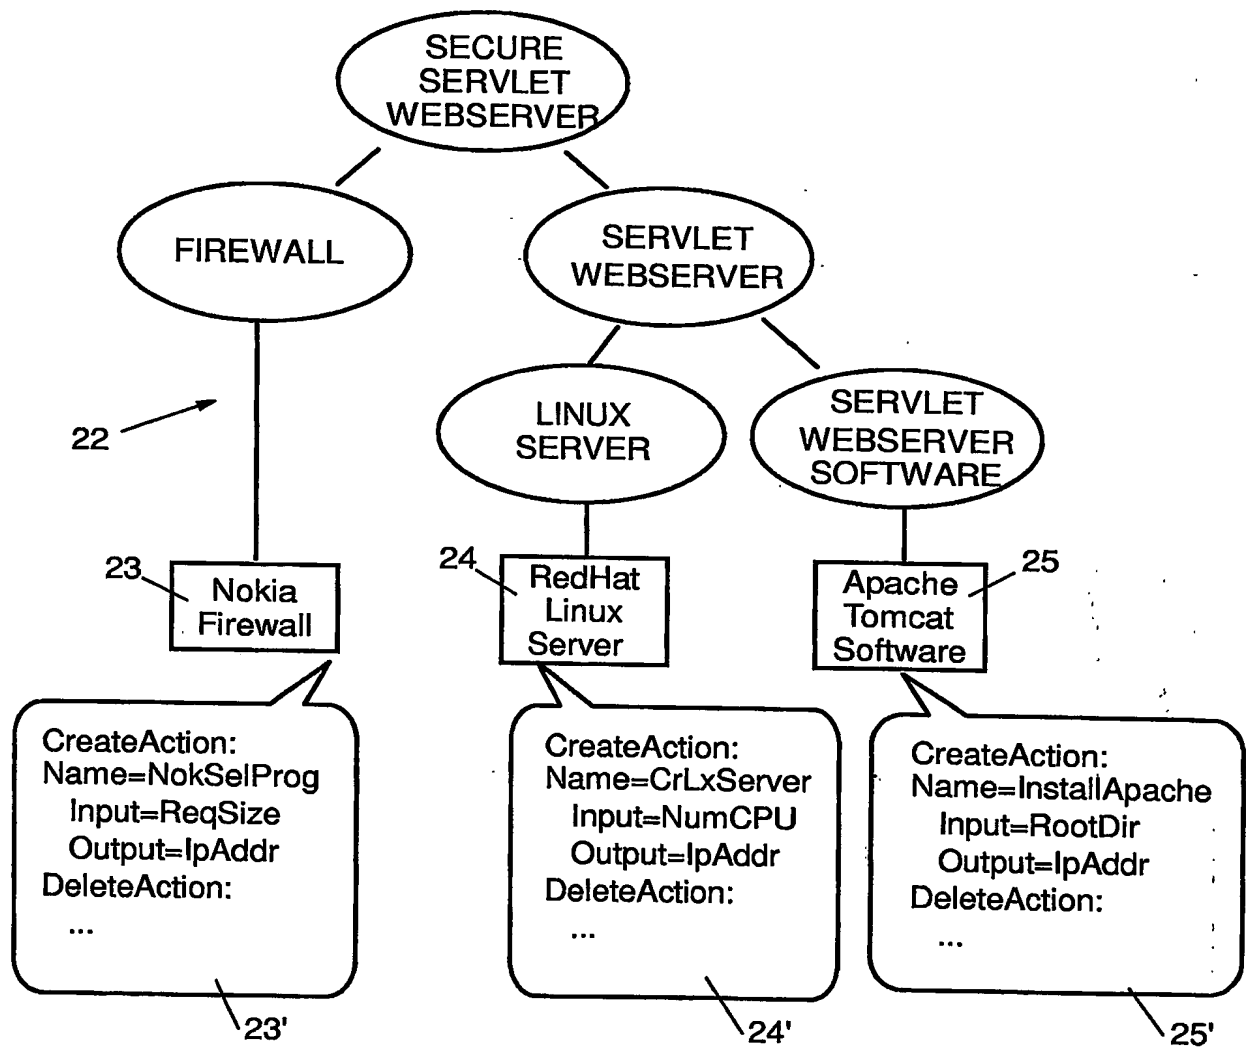 SECURE
SERVLET
WEBSERVER
FIREWALL
SERVLET
WEBSERVER
LINUX
SERVER
SERVLET
WEBSERVER
SOFTWARE
22
23
Nokia
Firewall
24
RedHat
Linux
Server
25
Apache
Tomcat
Software
CreateAction:
Name=NokSelProg
Input=ReqSize
Output=IpAddr
DeleteAction:
...
23'
CreateAction:
Name=CrLxServer
Input=NumCPU
Output=IpAddr
DeleteAction:
...
24'
CreateAction:
Name=InstallApache
Input=RootDir
Output=IpAddr
DeleteAction:
...
25'